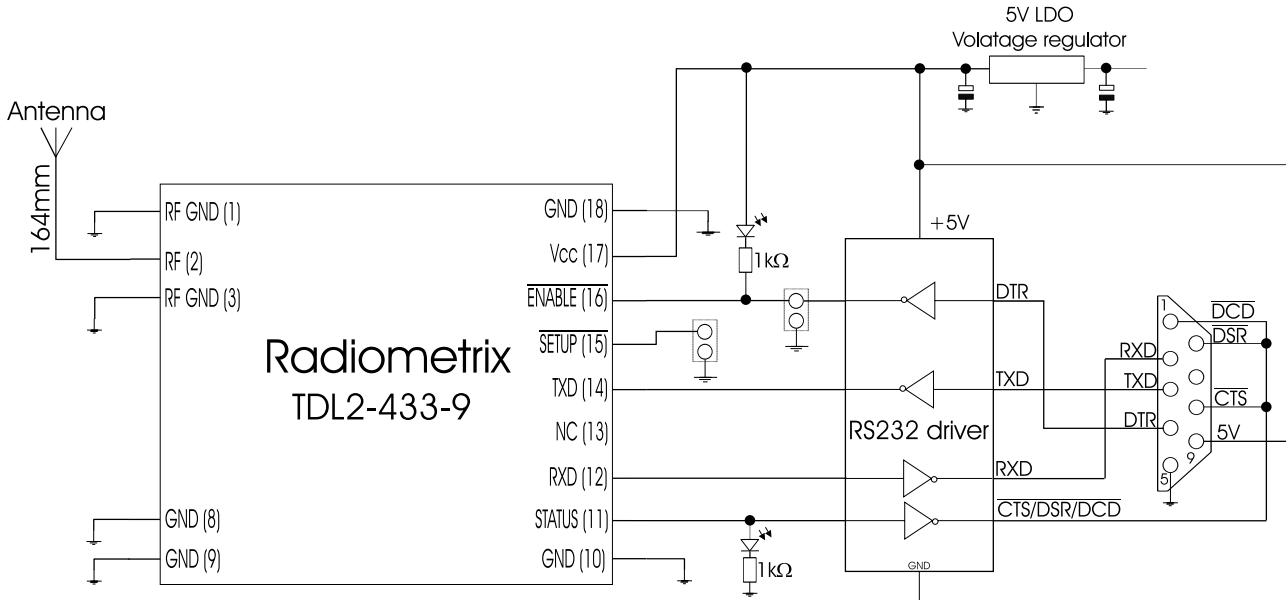 5V LDO
Volatage regulator
Antenna
164mm
RF GND (1)
RF (2)
RF GND (3)
GND (8)
GND (9)
Radiometrix
TDL2-433-9
GND (18)
Vcc (17)
ENABLE (16)
SETUP (15)
TXD (14)
NC (13)
RXD (12)
STATUS (11)
GND (10)
1kΩ
1kΩ
+5V
RS232 driver
GND
DTR
TXD
RXD
CTS/DSR/DCD
RXD
TXD
DTR
1
5
9
DCD
DSR
CTS
5V